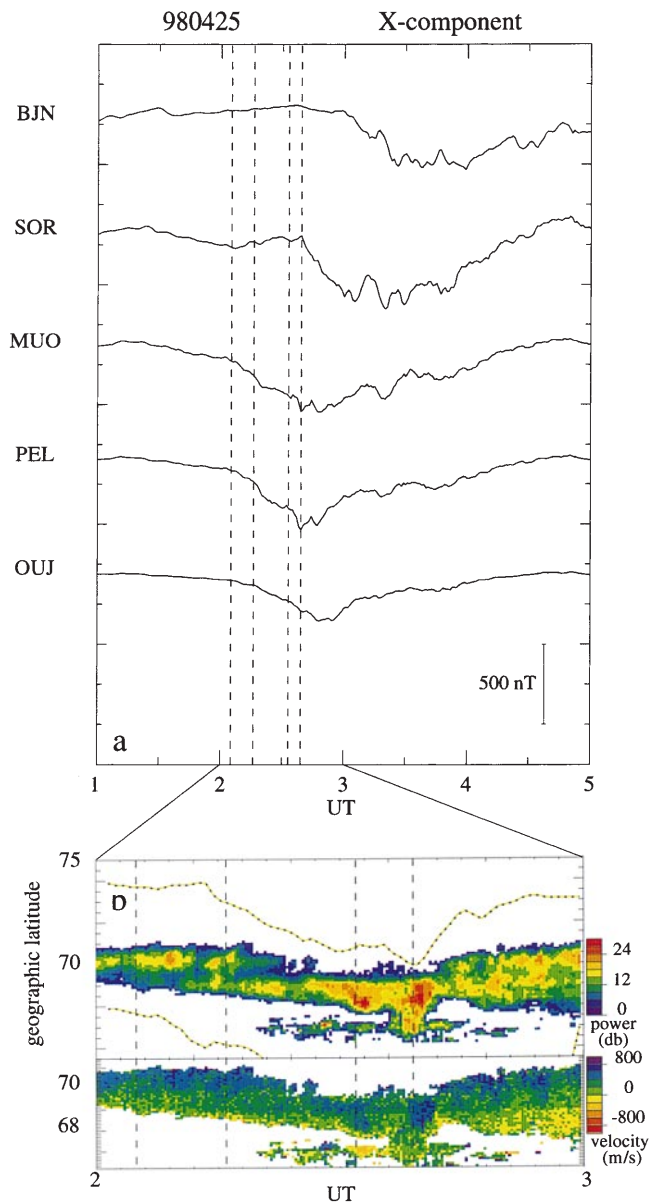 980425 X-component
BJN
SOR
MUO
PEL
OUJ
500 nT
a
1 2 3 4 5
UT
75
b
geographic latitude
70
24
12
0
power
(db)
800
70
0
68
-800
velocity
(m/s)
2 3
UT